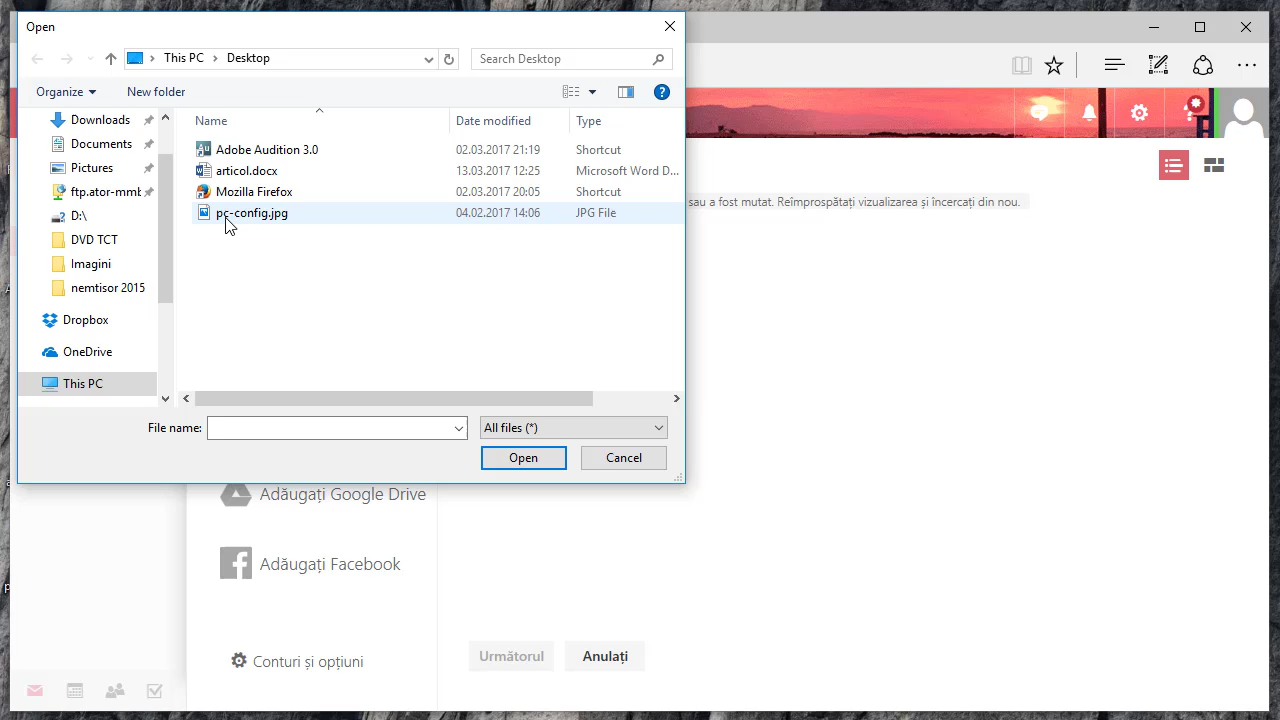 Open
This PC
Desktop
Search Desktop
Organize
New folder
Downloads
Documents
Pictures
ftp.ator-mmb
D:\
DVD TCT
Imagini
nemtisor 2015
Dropbox
OneDrive
This PC
Name Date modified Type
Adobe Audition 3.0 02.03.2017 21:19 Shortcut
articol.docx 13.03.2017 12:25 Microsoft Word D...
Mozilla Firefox 02.03.2017 20:05 Shortcut
pc-config.jpg 04.02.2017 14:06 JPG File
File name:
All files (*)
Open
Cancel
sau a fost mutat. Reîmprospătați vizualizarea și încercați din nou.
Adăugați Google Drive
Adăugați Facebook
Conturi și opțiuni
Următorul
Anulați